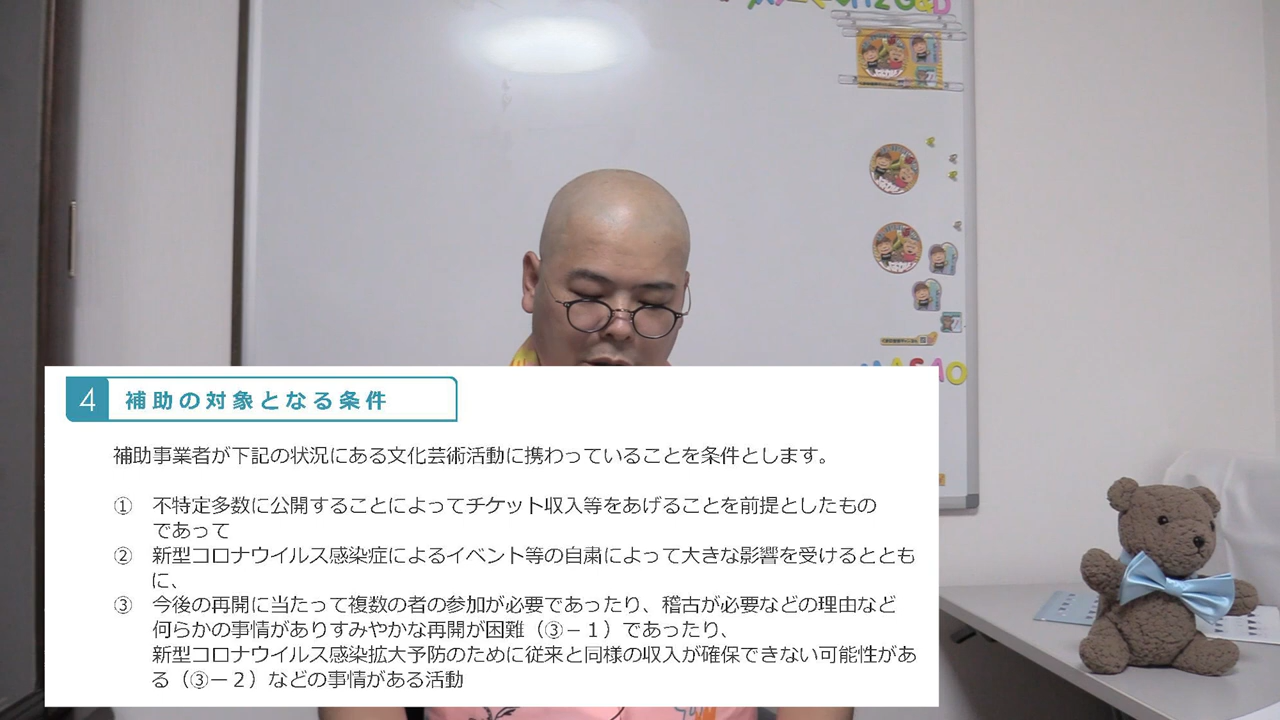 4 補助の対象となる条件
補助事業者が下記の状況にある文化芸術活動に携わっていることを条件とします。
① 不特定多数に公開することによってチケット収入等をあげることを前提としたもの
であって
② 新型コロナウイルス感染症によるイベント等の自粛によって大きな影響を受けるととも
に、
③ 今後の再開に当たって複数の者の参加が必要であったり、稽古が必要などの理由など
何らかの事情がありすみやかな再開が困難（③－１）であったり、
新型コロナウイルス感染拡大予防のために従来と同様の収入が確保できない可能性があ
る（③ー２）などの事情がある活動